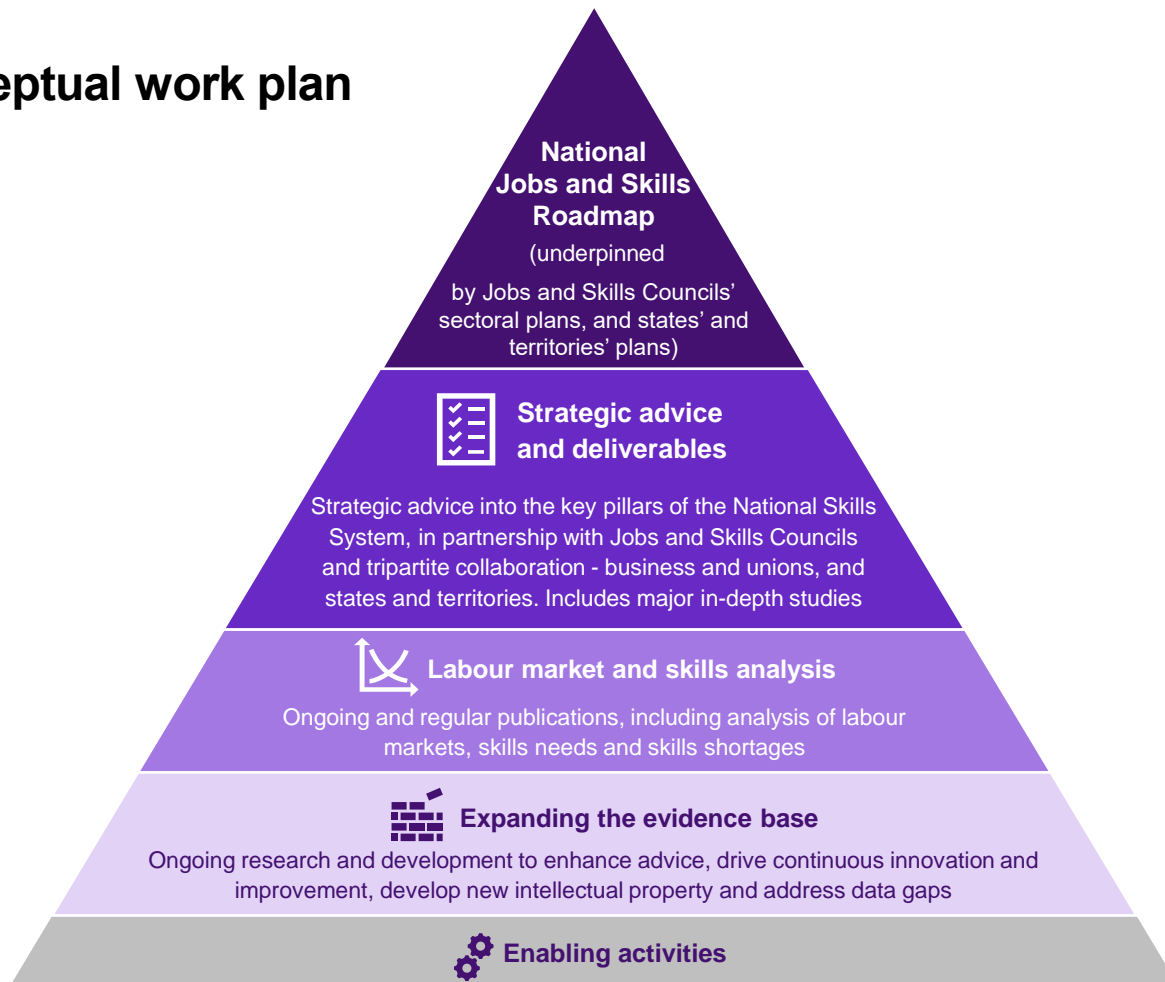 eptual work plan
National
Jobs and Skills
Roadmap
(underpinned
by Jobs and Skills Councils’
sectoral plans, and states’ and
territories’ plans)
Strategic advice
and deliverables
Strategic advice into the key pillars of the National Skills
System, in partnership with Jobs and Skills Councils
and tripartite collaboration - business and unions, and
states and territories. Includes major in-depth studies
Labour market and skills analysis
Ongoing and regular publications, including analysis of labour
markets, skills needs and skills shortages
Expanding the evidence base
Ongoing research and development to enhance advice, drive continuous innovation and
improvement, develop new intellectual property and address data gaps
Enabling activities